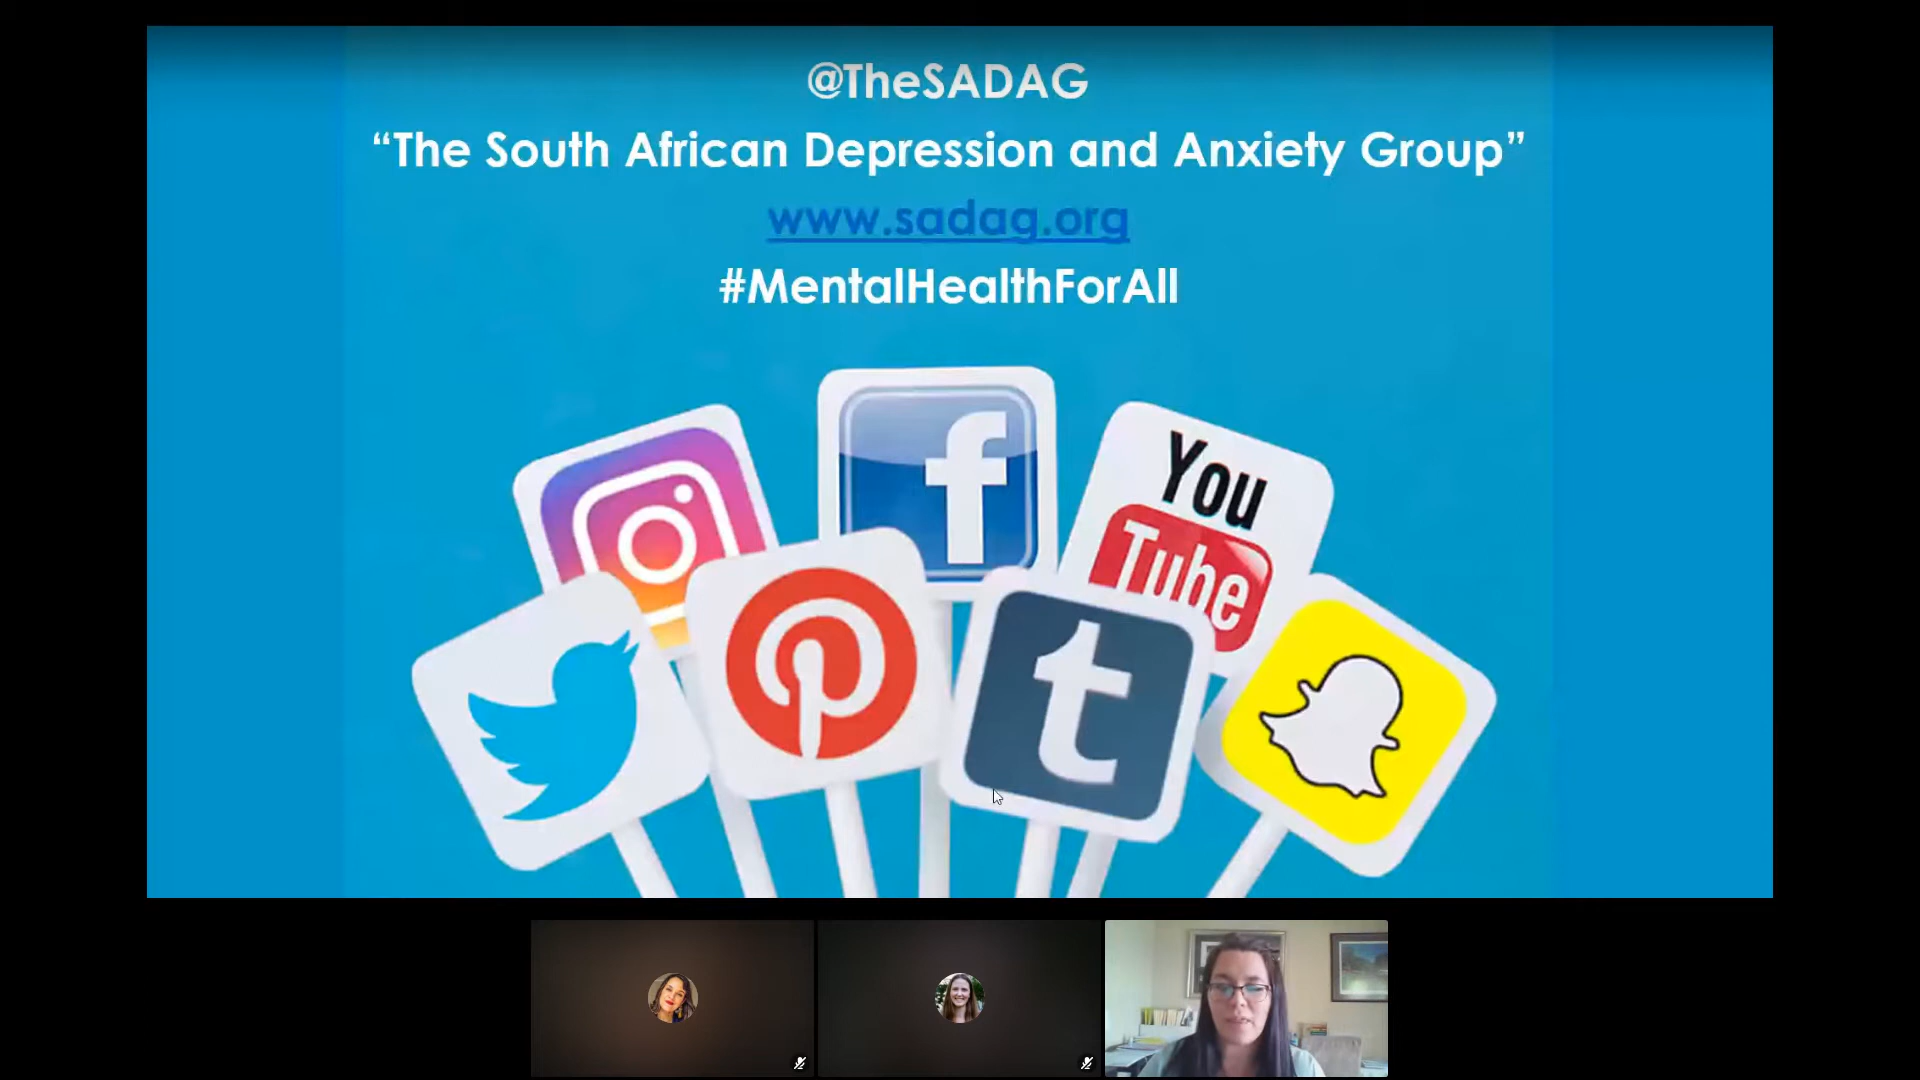 @TheSADAG
“The South African Depression and Anxiety Group”
www.sadag.org
#MentalHealthForAll
You
Tube